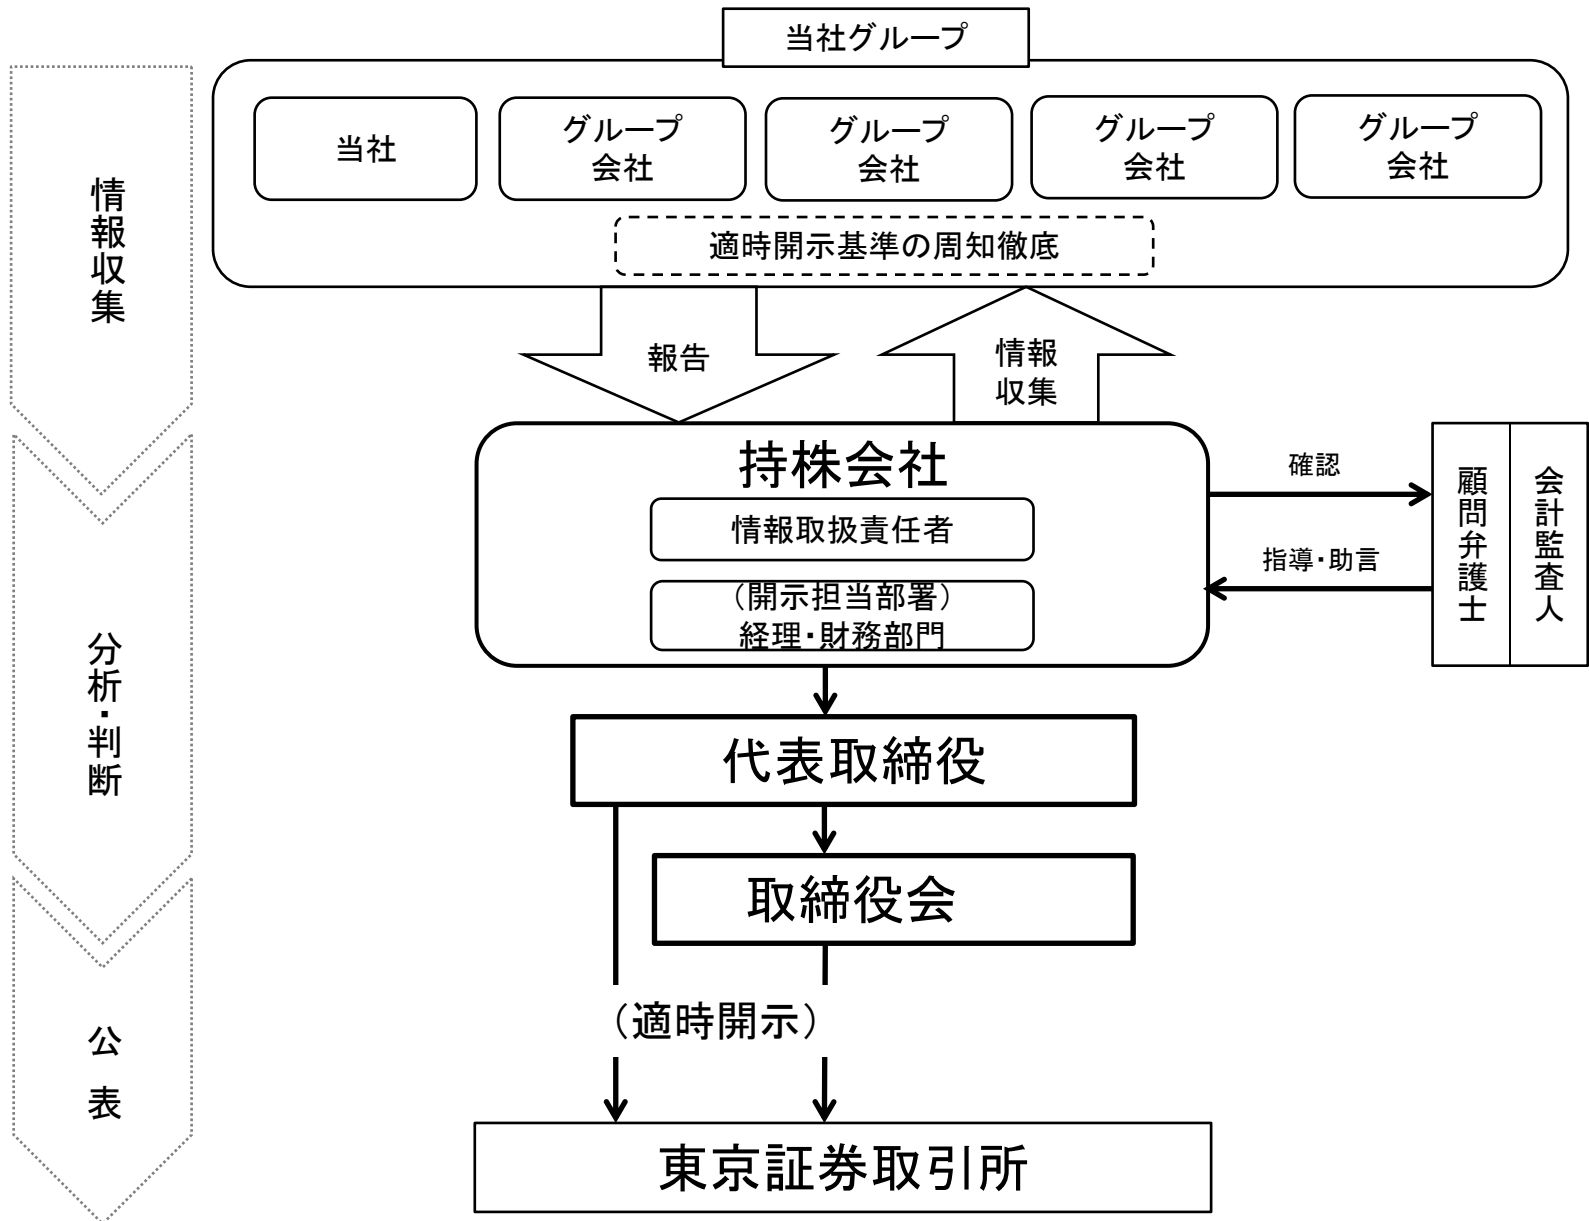 当社グループ
当社
グループ
会社
グループ
会社
グループ
会社
グループ
会社
適時開示基準の周知徹底
情報収集
報告
情報
収集
持株会社
情報取扱責任者
（開示担当部署）
経理・財務部門
確認
指導・助言
顧問弁護士
会計監査人
分析・判断
代表取締役
取締役会
（適時開示）
公表
東京証券取引所